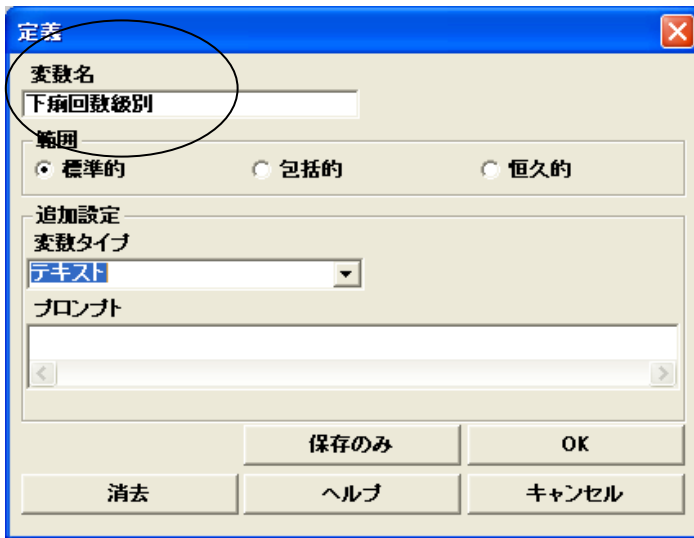 定義
変数名
下痢回数級別
範囲
標準的 包括的 恒久的
追加設定
変数タイプ
テキスト
プロンプト
保存のみ OK
消去 ヘルプ キャンセル